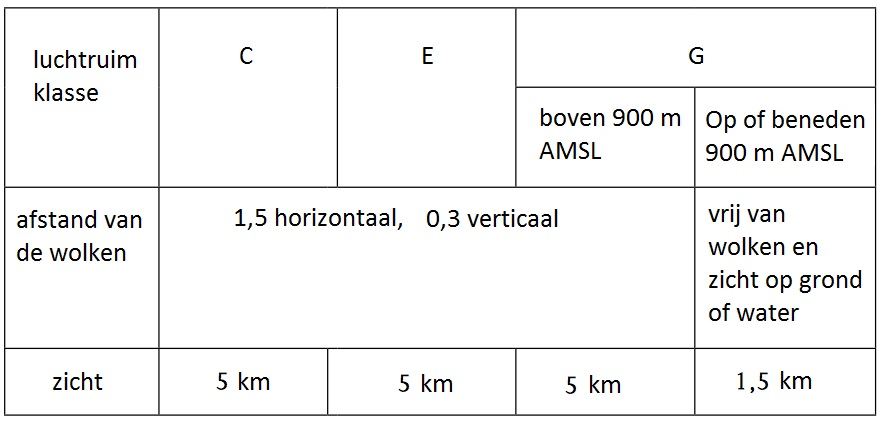 luchtruim
klasse
C
E
G
boven 900 m
AMSL
Op of beneden
900 m AMSL
afstand van
de wolken
1,5 horizontaal, 0,3 verticaal
vrij van
wolken en
zicht op grond
of water
zicht
5 km
5 km
5 km
1,5 km